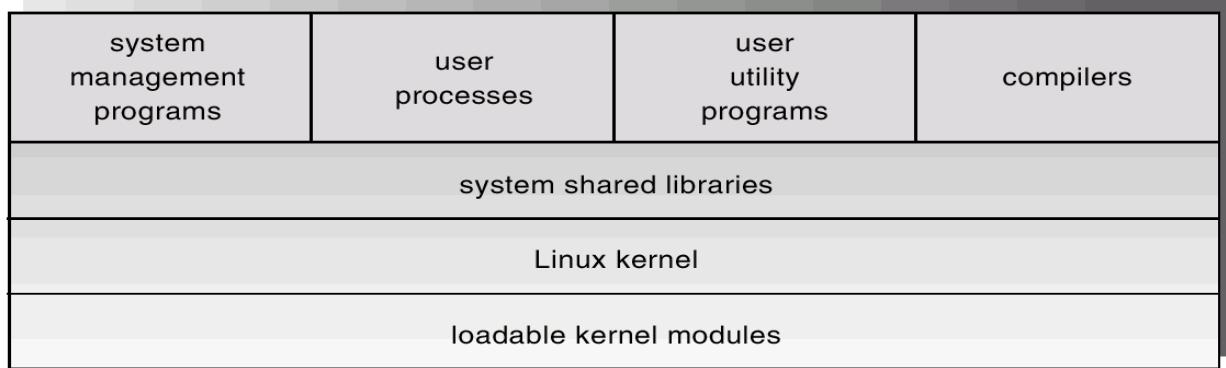 system
management
programs
user
processes
user
utility
programs
compilers
system shared libraries
Linux kernel
loadable kernel modules